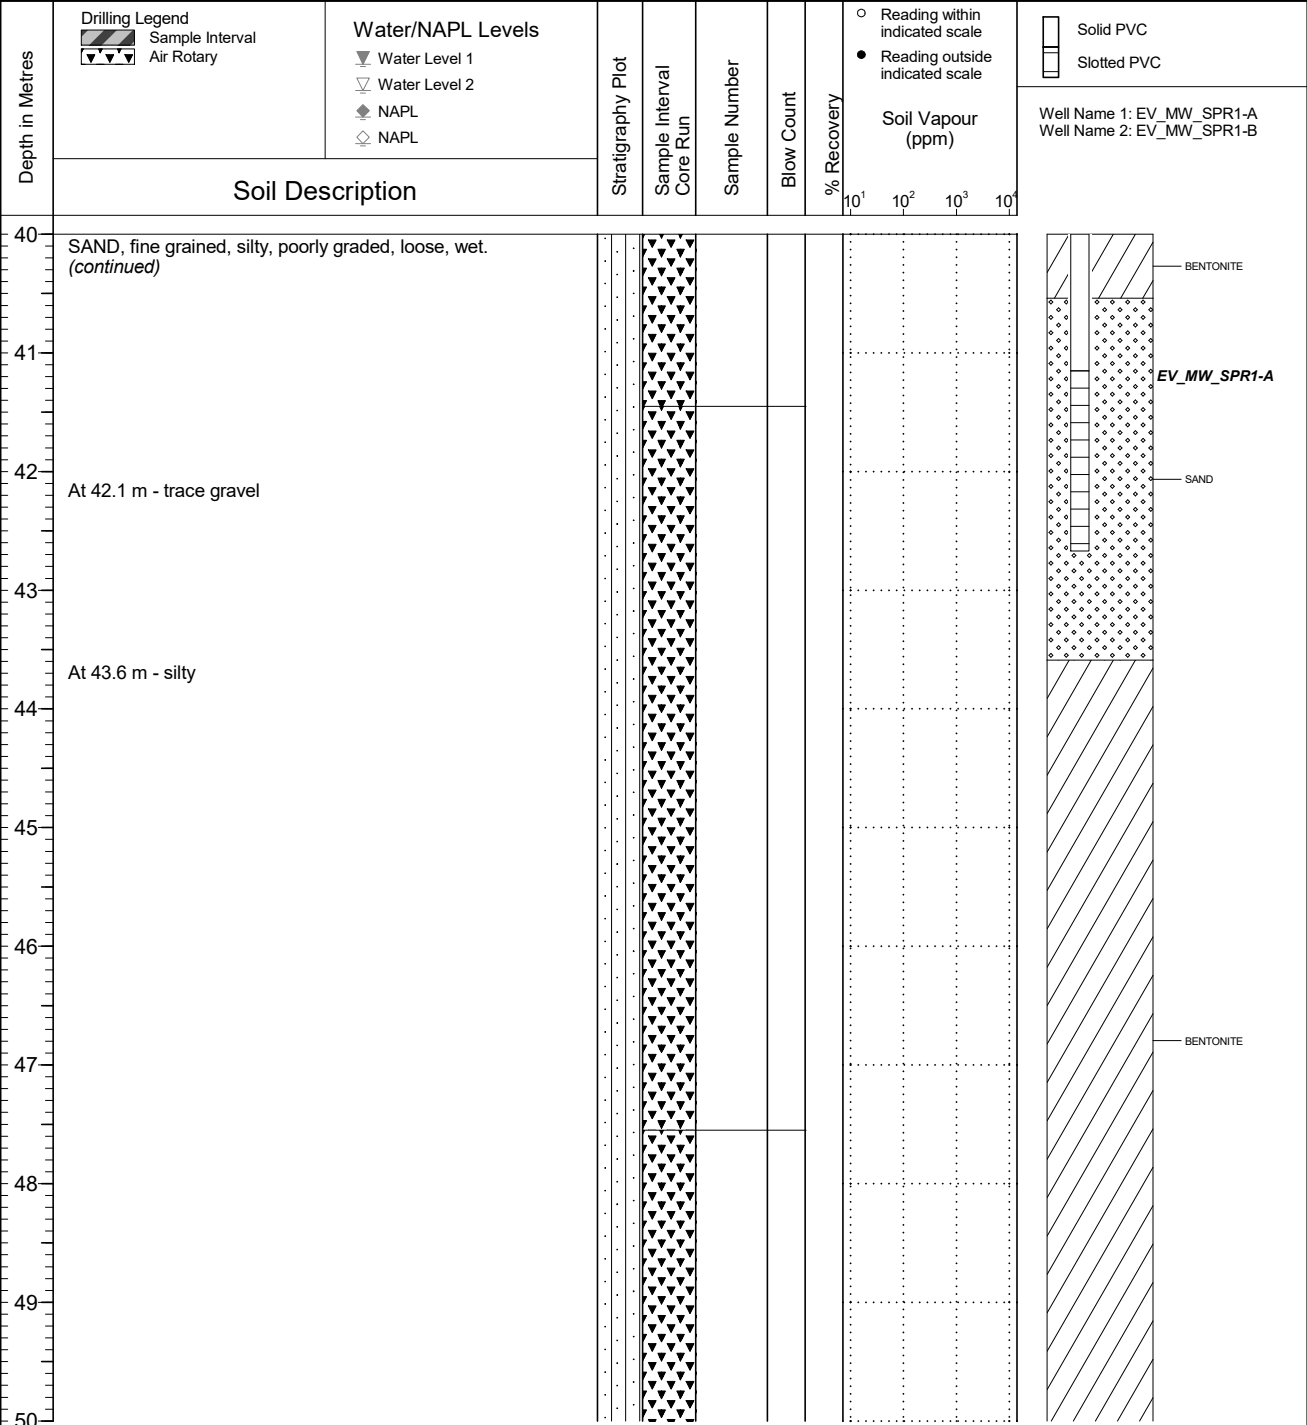 Depth in Metres
Drilling Legend
Sample Interval
Air Rotary
Water/NAPL Levels
Water Level 1
Water Level 2
NAPL
NAPL
Soil Description
Stratigraphy Plot
Sample Interval
Core Run
Sample Number
Blow Count
% Recovery
Reading within
indicated scale
Reading outside
indicated scale
Soil Vapour
(ppm)
10¹ 10² 10³ 10⁴
Solid PVC
Slotted PVC
Well Name 1: EV_MW_SPR1-A
Well Name 2: EV_MW_SPR1-B
40
SAND, fine grained, silty, poorly graded, loose, wet.
(continued)
BENTONITE
41
EV_MW_SPR1-A
42
SAND
At 42.1 m - trace gravel
43
At 43.6 m - silty
44
45
46
BENTONITE
47
48
49
50